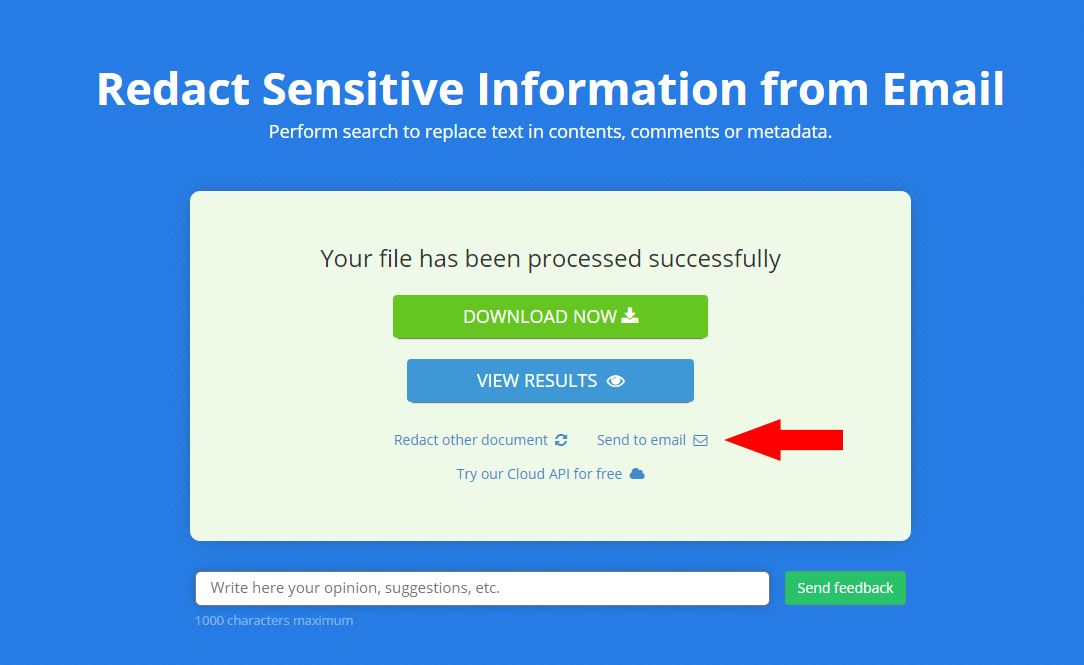 Redact Sensitive Information from Email
Perform search to replace text in contents, comments or metadata.
Your file has been processed successfully
DOWNLOAD NOW
VIEW RESULTS
Redact other document Send to email
Try our Cloud API for free
Write here your opinion, suggestions, etc. Send feedback
1000 characters maximum